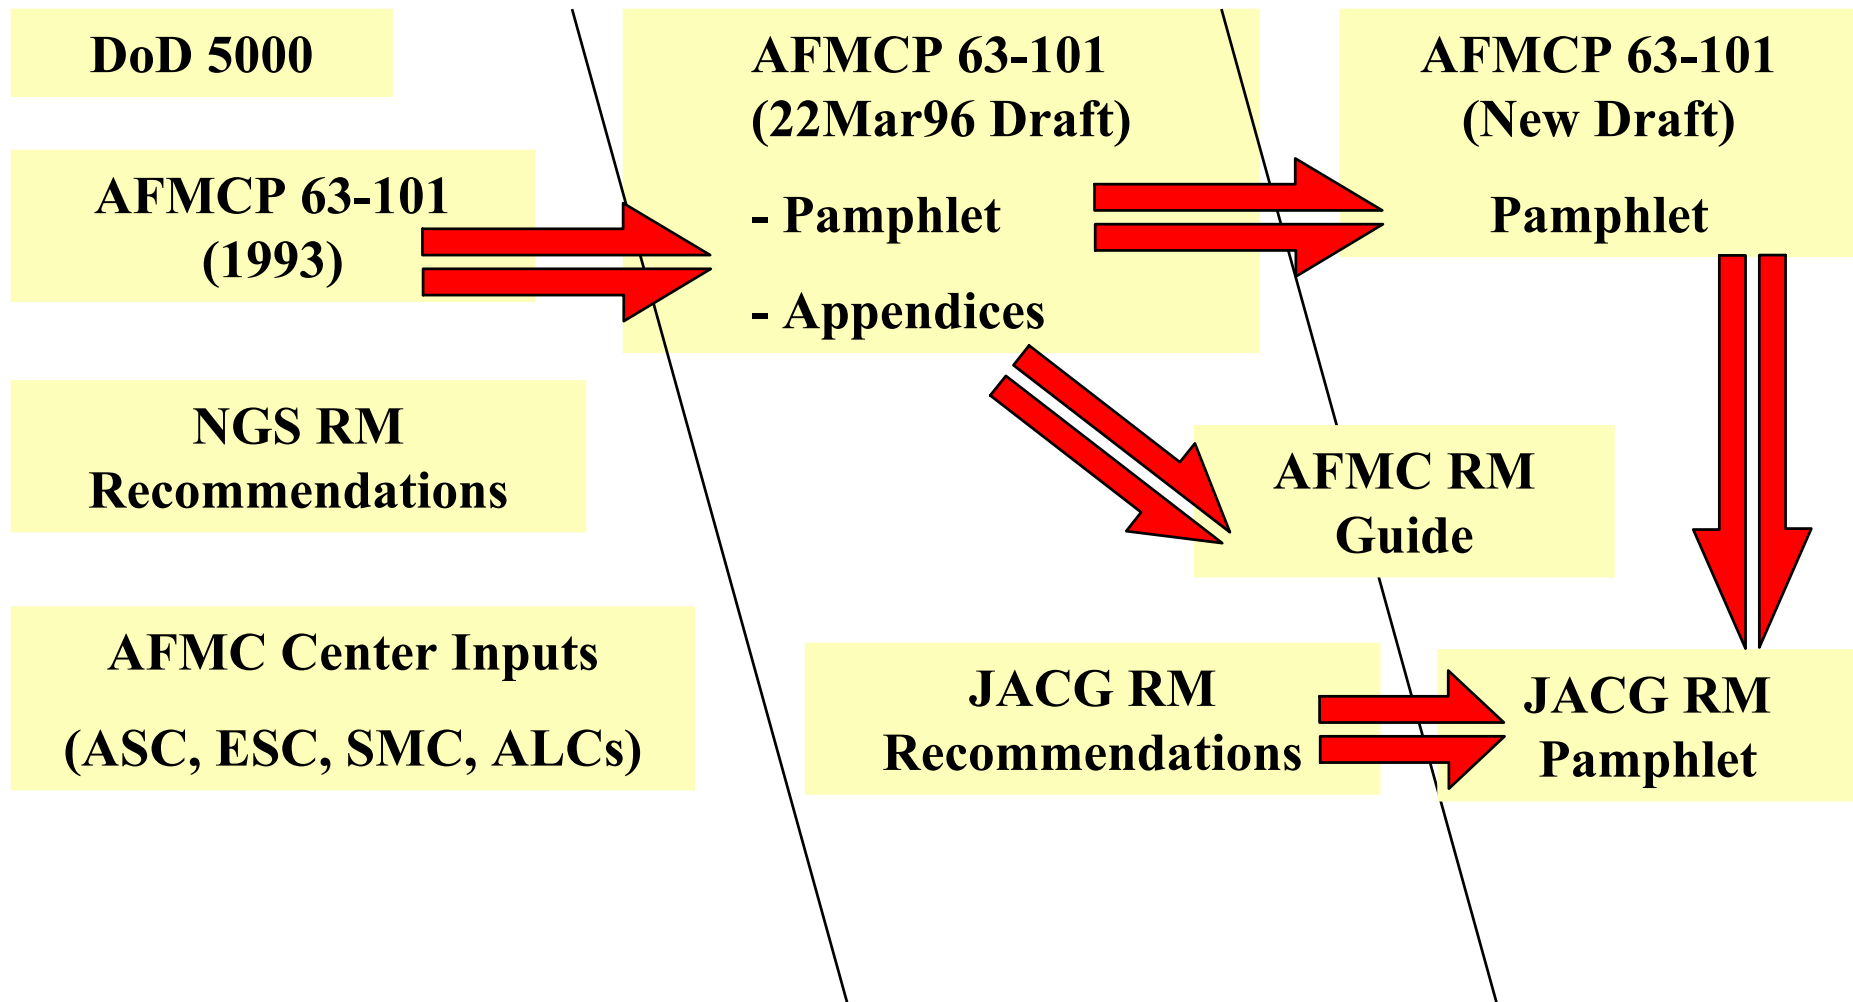 DoD 5000
AFMCP 63-101
(1993)
NGS RM
Recommendations
AFMC Center Inputs
(ASC, ESC, SMC, ALCs)
AFMCP 63-101
(22Mar96 Draft)
- Pamphlet
- Appendices
AFMC RM
Guide
JACG RM
Recommendations
AFMCP 63-101
(New Draft)
Pamphlet
JACG RM
Pamphlet